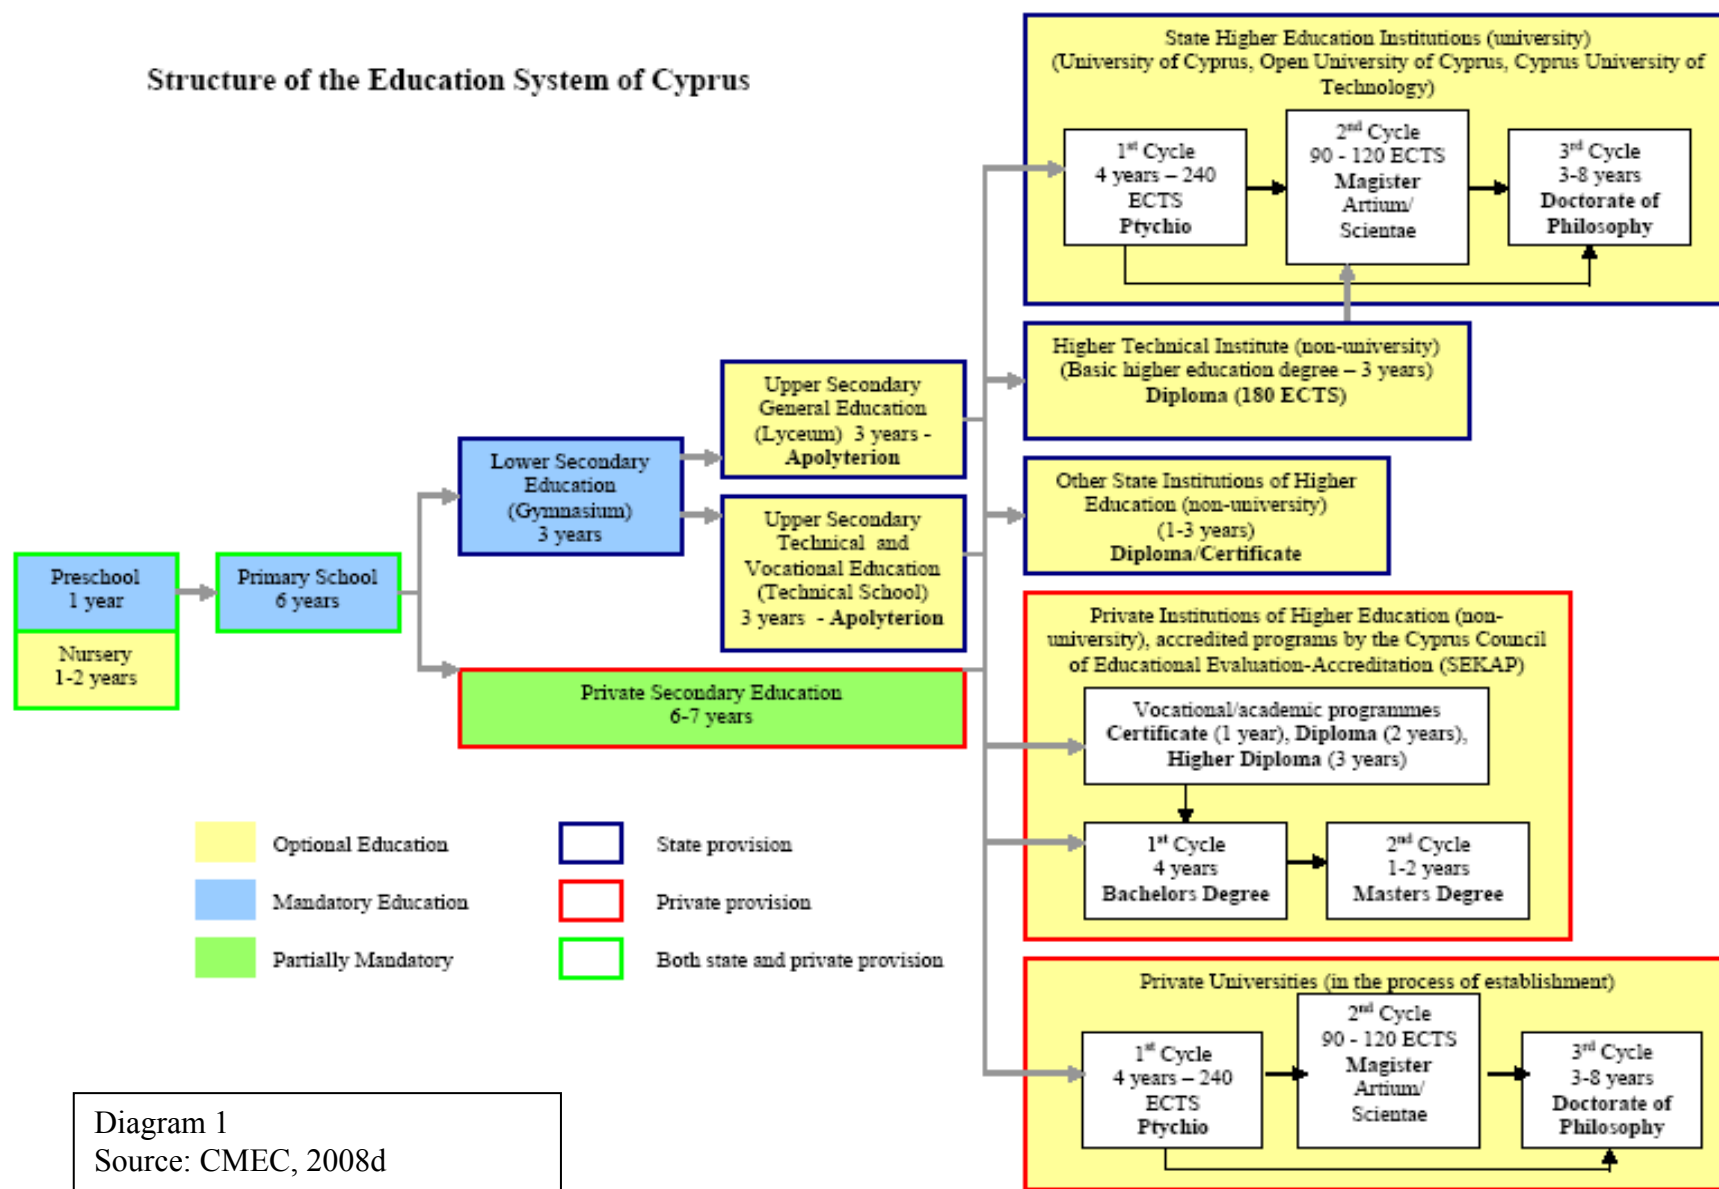 Structure of the Education System of Cyprus
State Higher Education Institutions (university)
(University of Cyprus, Open University of Cyprus, Cyprus University of
Technology)
1st Cycle
4 years – 240
ECTS
Ptychio
2nd Cycle
90 - 120 ECTS
Magister
Artium/
Scientae
3rd Cycle
3-8 years
Doctorate of
Philosophy
Higher Technical Institute (non-university)
(Basic higher education degree – 3 years)
Diploma (180 ECTS)
Upper Secondary
General Education
(Lyceum) 3 years -
Apolyterion
Lower Secondary
Education
(Gymnasium)
3 years
Upper Secondary
Technical and
Vocational Education
(Technical School)
3 years - Apolyterion
Other State Institutions of Higher
Education (non-university)
(1-3 years)
Diploma/Certificate
Preschool
1 year
Nursery
1-2 years
Primary School
6 years
Private Secondary Education
6-7 years
Private Institutions of Higher Education (non-
university), accredited programs by the Cyprus Council
of Educational Evaluation-Accreditation (SEKAP)
Vocational/academic programmes
Certificate (1 year), Diploma (2 years),
Higher Diploma (3 years)
1st Cycle
4 years
Bachelors Degree
2nd Cycle
1-2 years
Masters Degree
Optional Education
Mandatory Education
Partially Mandatory
State provision
Private provision
Both state and private provision
Private Universities (in the process of establishment)
1st Cycle
4 years – 240
ECTS
Ptychio
2nd Cycle
90 - 120 ECTS
Magister
Artium/
Scientae
3rd Cycle
3-8 years
Doctorate of
Philosophy
Diagram 1
Source: CMEC, 2008d